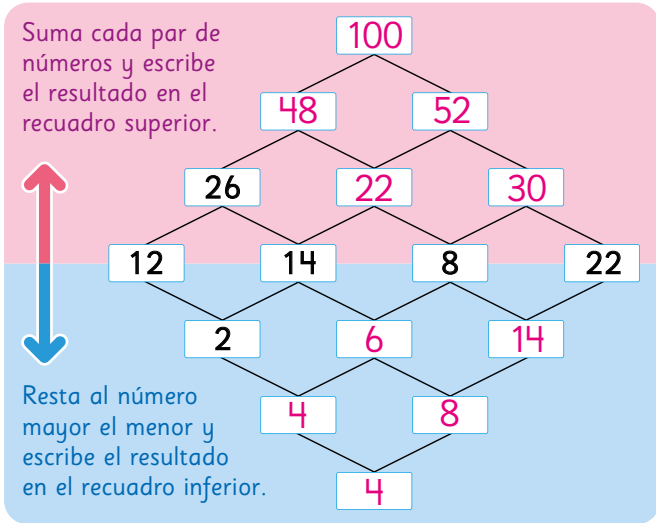 Suma cada par de
números y escribe
el resultado en el
recuadro superior.
100
48 52
26 22 30
12 14 8 22
2 6 14
Resta al número
mayor el menor y
escribe el resultado
en el recuadro inferior.
4 8
4